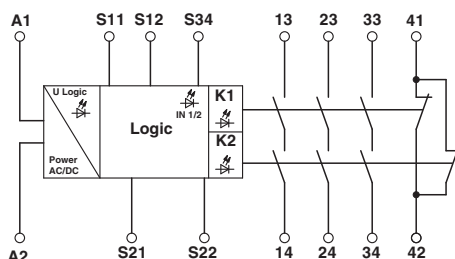 A1 S11 S12 S34 13 23 33 41
U Logic
IN 1/2
K1
Logic
K2
Power
AC/DC
A2 S21 S22 14 24 34 42